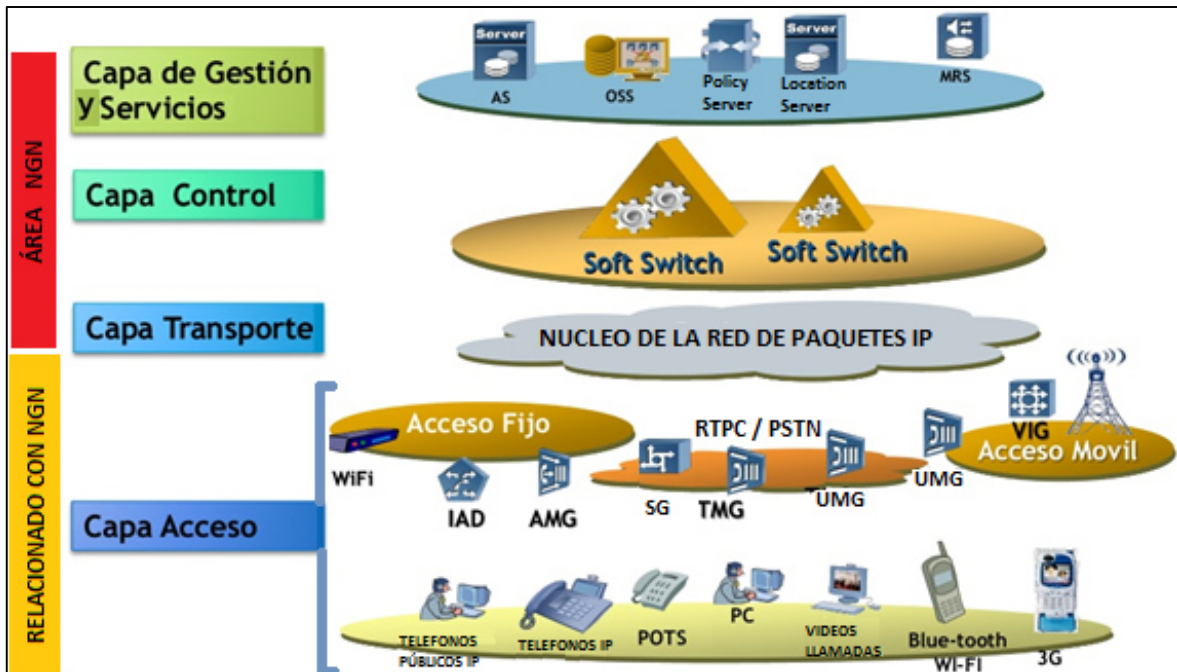 ÁREA NGN
RELACIONADO CON NGN
Capa de Gestión
y Servicios
Server
AS
OSS
Policy
Server
Server
Location
Server
MRS
Capa Control
Soft Switch
Soft Switch
Capa Transporte
NUCLEO DE LA RED DE PAQUETES IP
Capa Acceso
Acceso Fijo
WiFi
IAD
AMG
RTPC / PSTN
SG
TMG
UMG
UMG
VIG
Acceso Movil
TELEFONOS
PÚBLICOS IP
TELEFONOS IP
POTS
PC
VIDEOS
LLAMADAS
Blue-tooth
WI-FI
3G